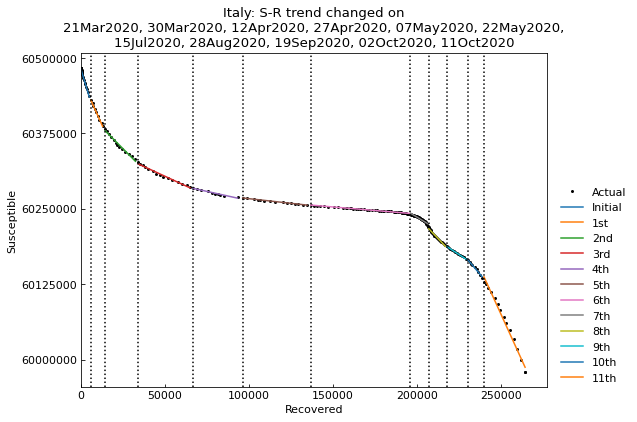 Italy: S-R trend changed on
21Mar2020, 30Mar2020, 12Apr2020, 27Apr2020, 07May2020, 22May2020,
15Jul2020, 28Aug2020, 19Sep2020, 02Oct2020, 11Oct2020
60500000
60375000
60250000
60125000
60000000
Susceptible
0
50000
100000
150000
200000
250000
Recovered
Actual
Initial
1st
2nd
3rd
4th
5th
6th
7th
8th
9th
10th
11th